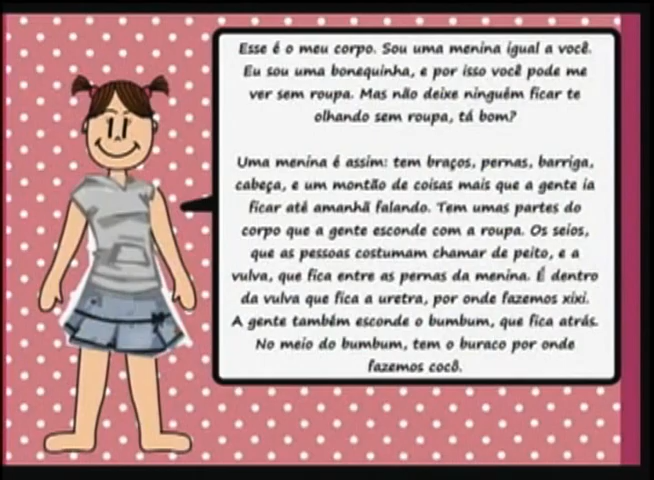 Esse é o meu corpo. Sou uma menina igual a você.
Eu sou uma bonequinha, e por isso você pode me
ver sem roupa. Mas não deixe ninguém ficar te
olhando sem roupa, tá bom?
Uma menina é assim: tem braços, pernas, barriga,
cabeça, e um montão de coisas mais que a gente ia
ficar até amanhã falando. Tem umas partes do
corpo que a gente esconde com a roupa. Os seios,
que as pessoas costumam chamar de peito, e a
vulva, que fica entre as pernas da menina. É dentro
da vulva que fica a uretra, por onde fazemos xixi.
A gente também esconde o bumbum, que fica atrás.
No meio do bumbum, tem o buraco por onde
fazemos cocô.